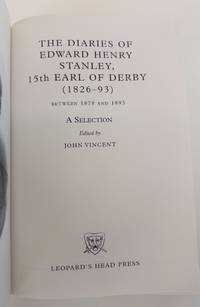 THE DIARIES OF
EDWARD HENRY
STANLEY,
15th EARL OF DERBY
(1826–93)
BETWEEN 1878 AND 1893
A SELECTION
Edited by
JOHN VINCENT
LEOPARD'S HEAD PRESS